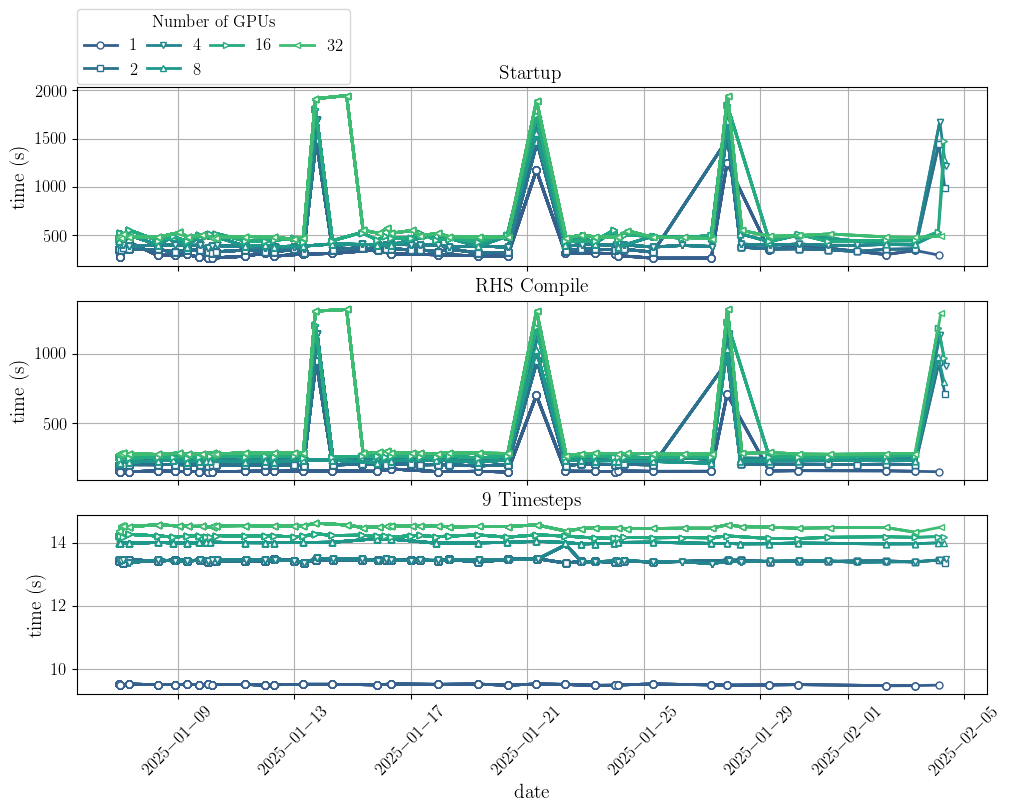 Number of GPUs
1 4 16 32
2 8
Startup
2000
1500
1000
500
time (s)
RHS Compile
1000
500
time (s)
9 Timesteps
14
12
10
time (s)
2025−01−09 2025−01−13 2025−01−17 2025−01−21 2025−01−25 2025−01−29 2025−02−01 2025−02−05
date